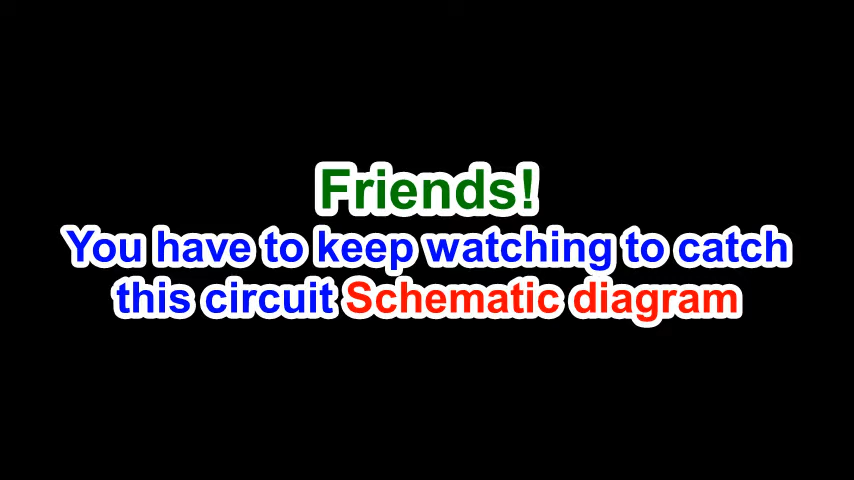 Friends!
You have to keep watching to catch
this circuit Schematic diagram